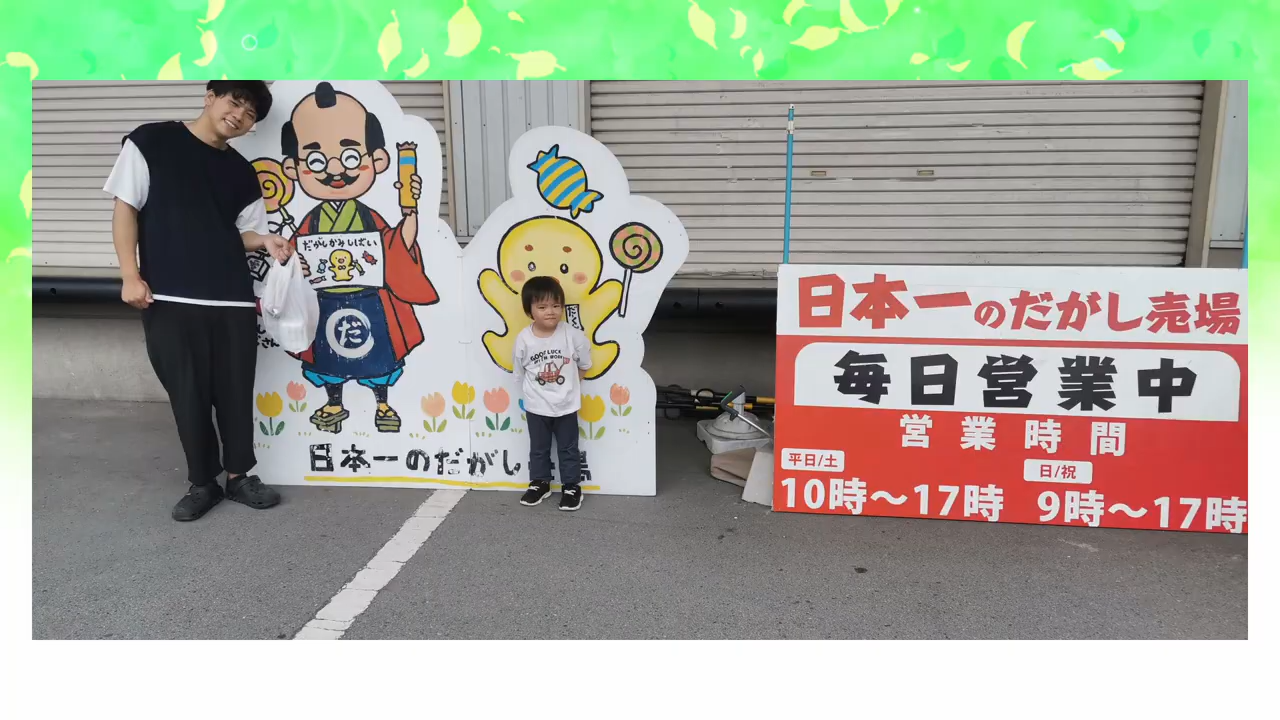 だがしかみしばい
だ
日本一のだがし
GOOD LUCK
日本一のだがし売場
毎日営業中
営業時間
平日/土
日/祝
10時〜17時
9時〜17時